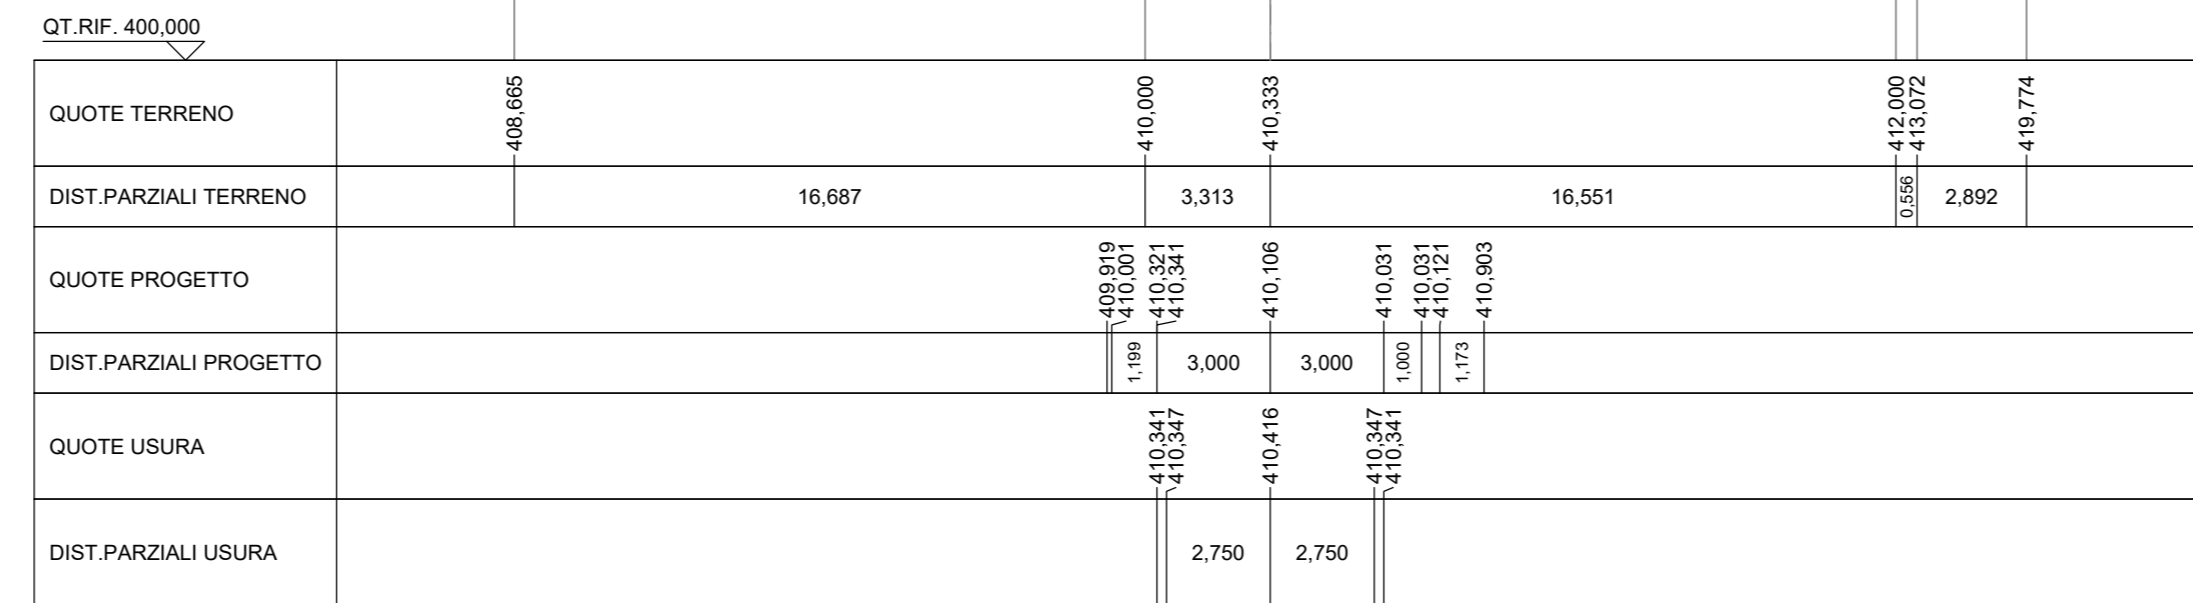 QT.RIF. 400,000
QUOTE TERRENO 408,665 410,000 410,333 412,000 413,072 419,774
DIST.PARZIALI TERRENO 16,687 3,313 16,551 0,556 2,892
QUOTE PROGETTO 409,919 410,001 410,321 410,341 410,106 410,031 410,031 410,121 410,903
DIST.PARZIALI PROGETTO 1,199 3,000 3,000 1,000 1,173
QUOTE USURA 410,341 410,347 410,416 410,347 410,341
DIST.PARZIALI USURA 2,750 2,750